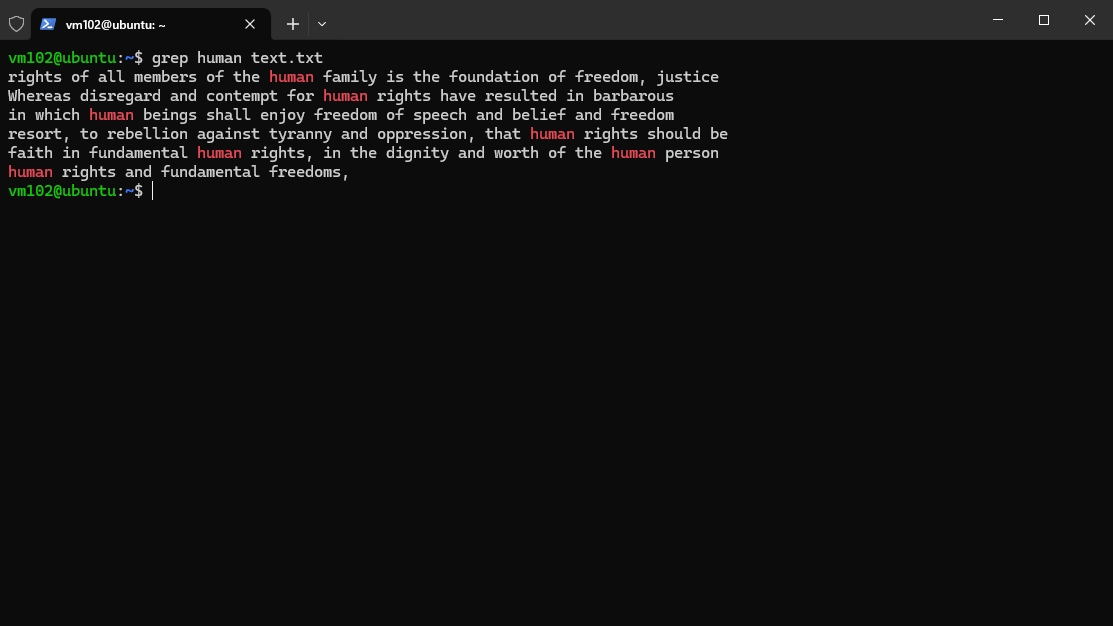 vm102@ubuntu: ~
vm102@ubuntu:~$ grep human text.txt
rights of all members of the human family is the foundation of freedom, justice
Whereas disregard and contempt for human rights have resulted in barbarous
in which human beings shall enjoy freedom of speech and belief and freedom
resort, to rebellion against tyranny and oppression, that human rights should be
faith in fundamental human rights, in the dignity and worth of the human person
human rights and fundamental freedoms,
vm102@ubuntu:~$